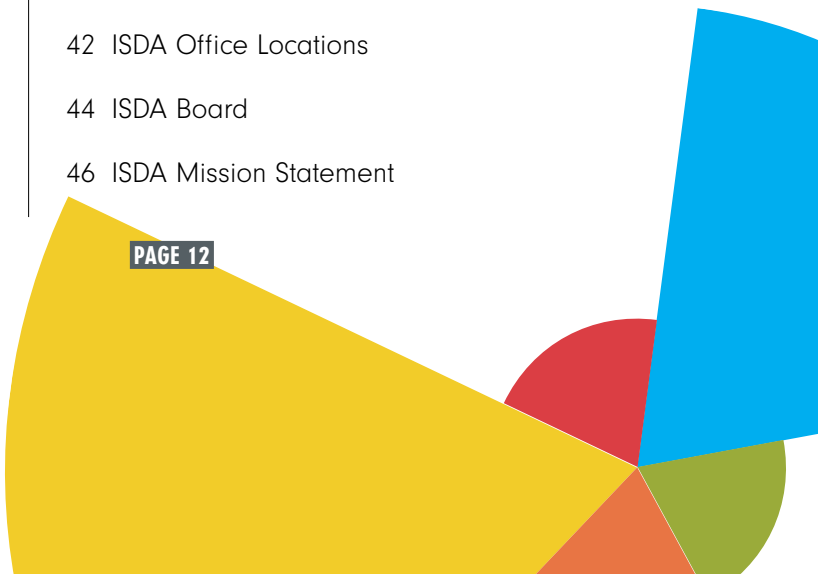 42 ISDA Office Locations
44 ISDA Board
46 ISDA Mission Statement
PAGE 12